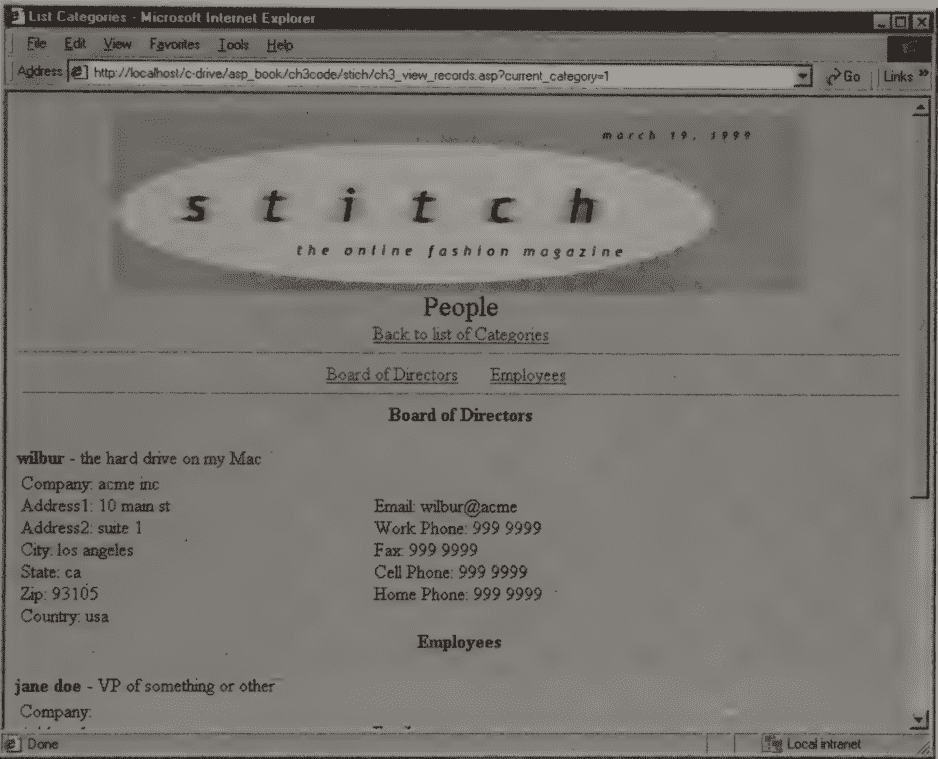 List Categories - Microsoft Internet Explorer
File Edit View Favorites Tools Help
Address http://localhost/c-drive/asp_book/ch3code/stich/ch3_view_records.asp?current_category=1 Go Links »
march 19, 1999
stitch
the online fashion magazine
People
Back to list of Categories
Board of Directors Employees
Board of Directors
wilbur - the hard drive on my Mac
Company: acme inc
Address1: 10 main st Email: wilbur@acme
Address2: suite 1 Work Phone: 999 9999
City: los angeles Fax: 999 9999
State: ca Cell Phone: 999 9999
Zip: 93105 Home Phone: 999 9999
Country: usa
Employees
jane doe - VP of something or other
Company:
Done Local intranet